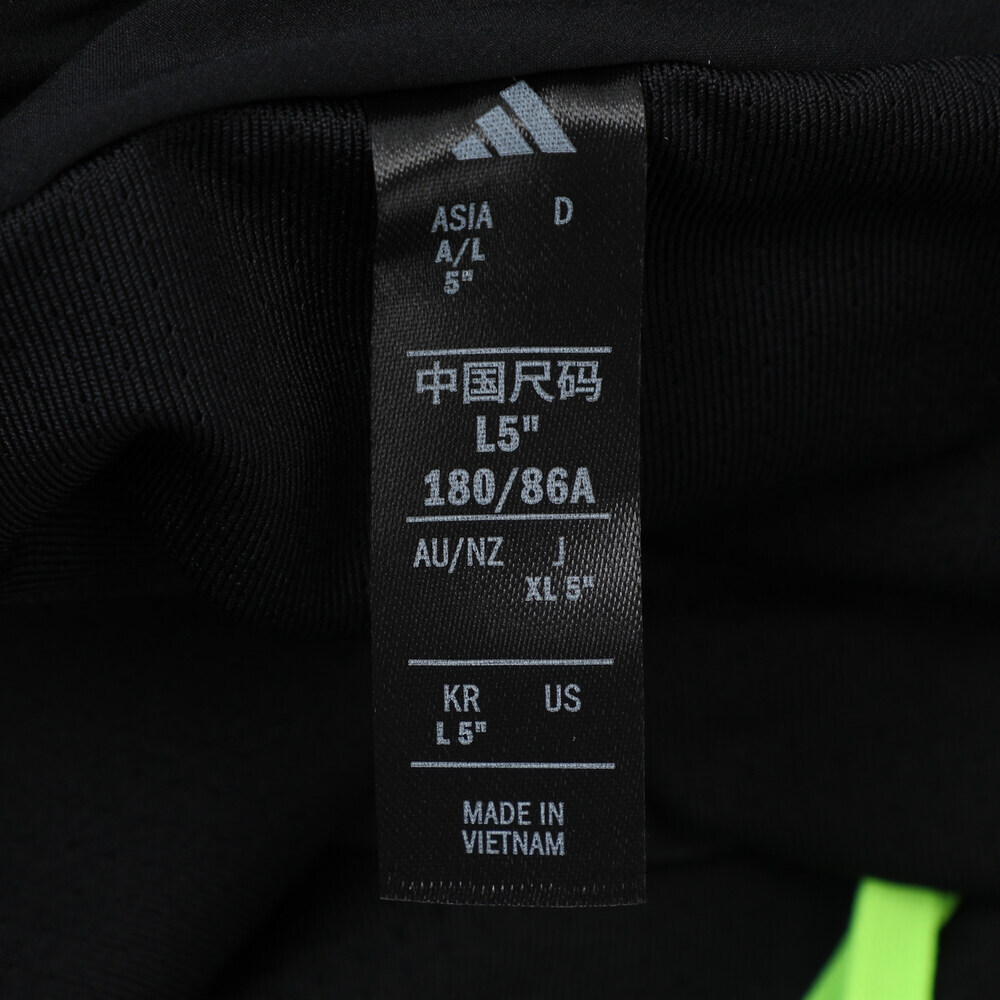 ASIA D
A/L
5"
中国尺码
L5"
180/86A
AU/NZ J
XL 5"
KR US
L 5"
MADE IN
VIETNAM